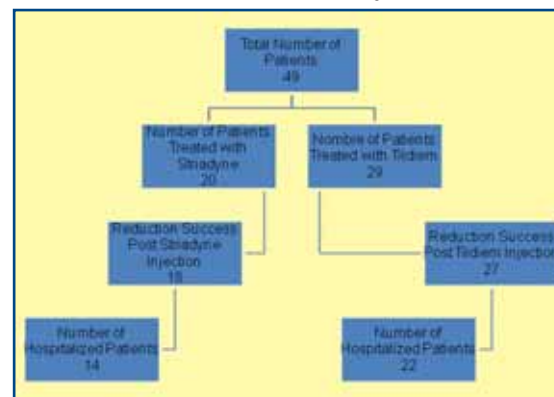 Total Number of
Patients
49
Number of Patients
Treated with
Striadyne
20
Nombre of Patients
Treated with Tildiem
29
Reduction Success
Post Striadyne
Injection
Reduction Success
Post Tildiem Injection
27
Number of
Hospitalized Patients
14
Number of
Hospitalized Patients
22